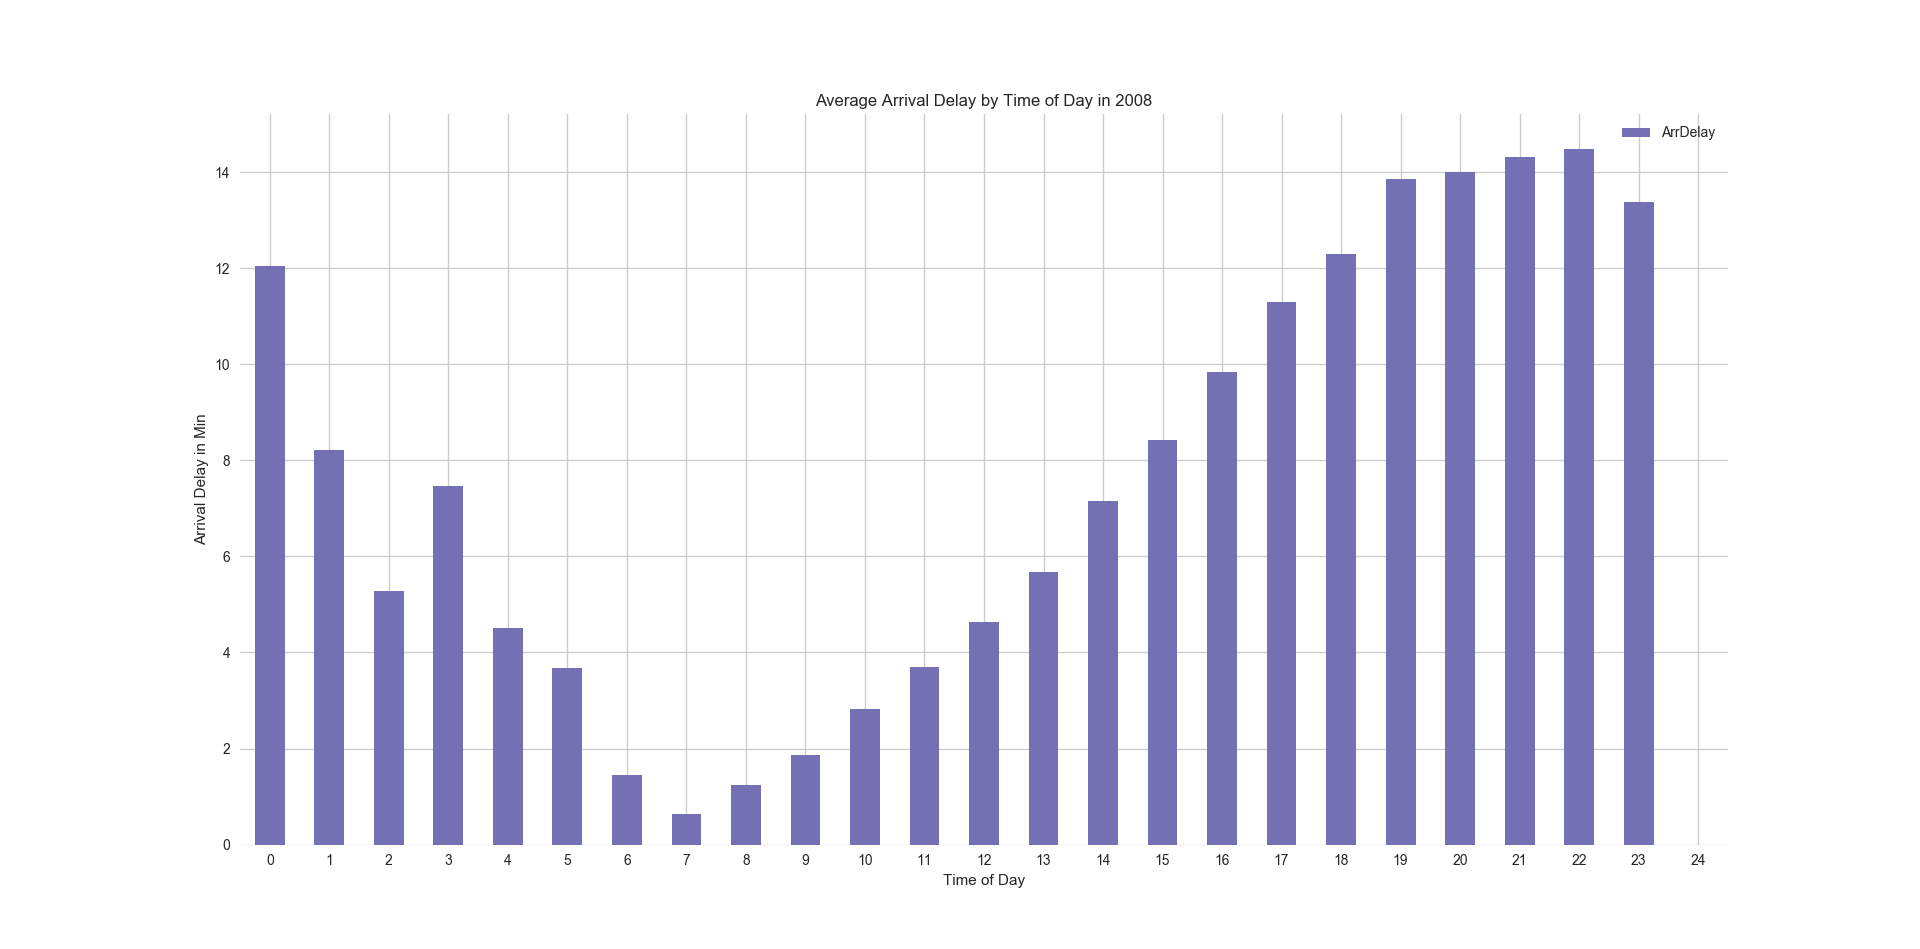 Average Arrival Delay by Time of Day in 2008
ArrDelay
14
12
10
8
6
4
2
0
Arrival Delay in Min
0 1 2 3 4 5 6 7 8 9 10 11 12 13 14 15 16 17 18 19 20 21 22 23 24
Time of Day